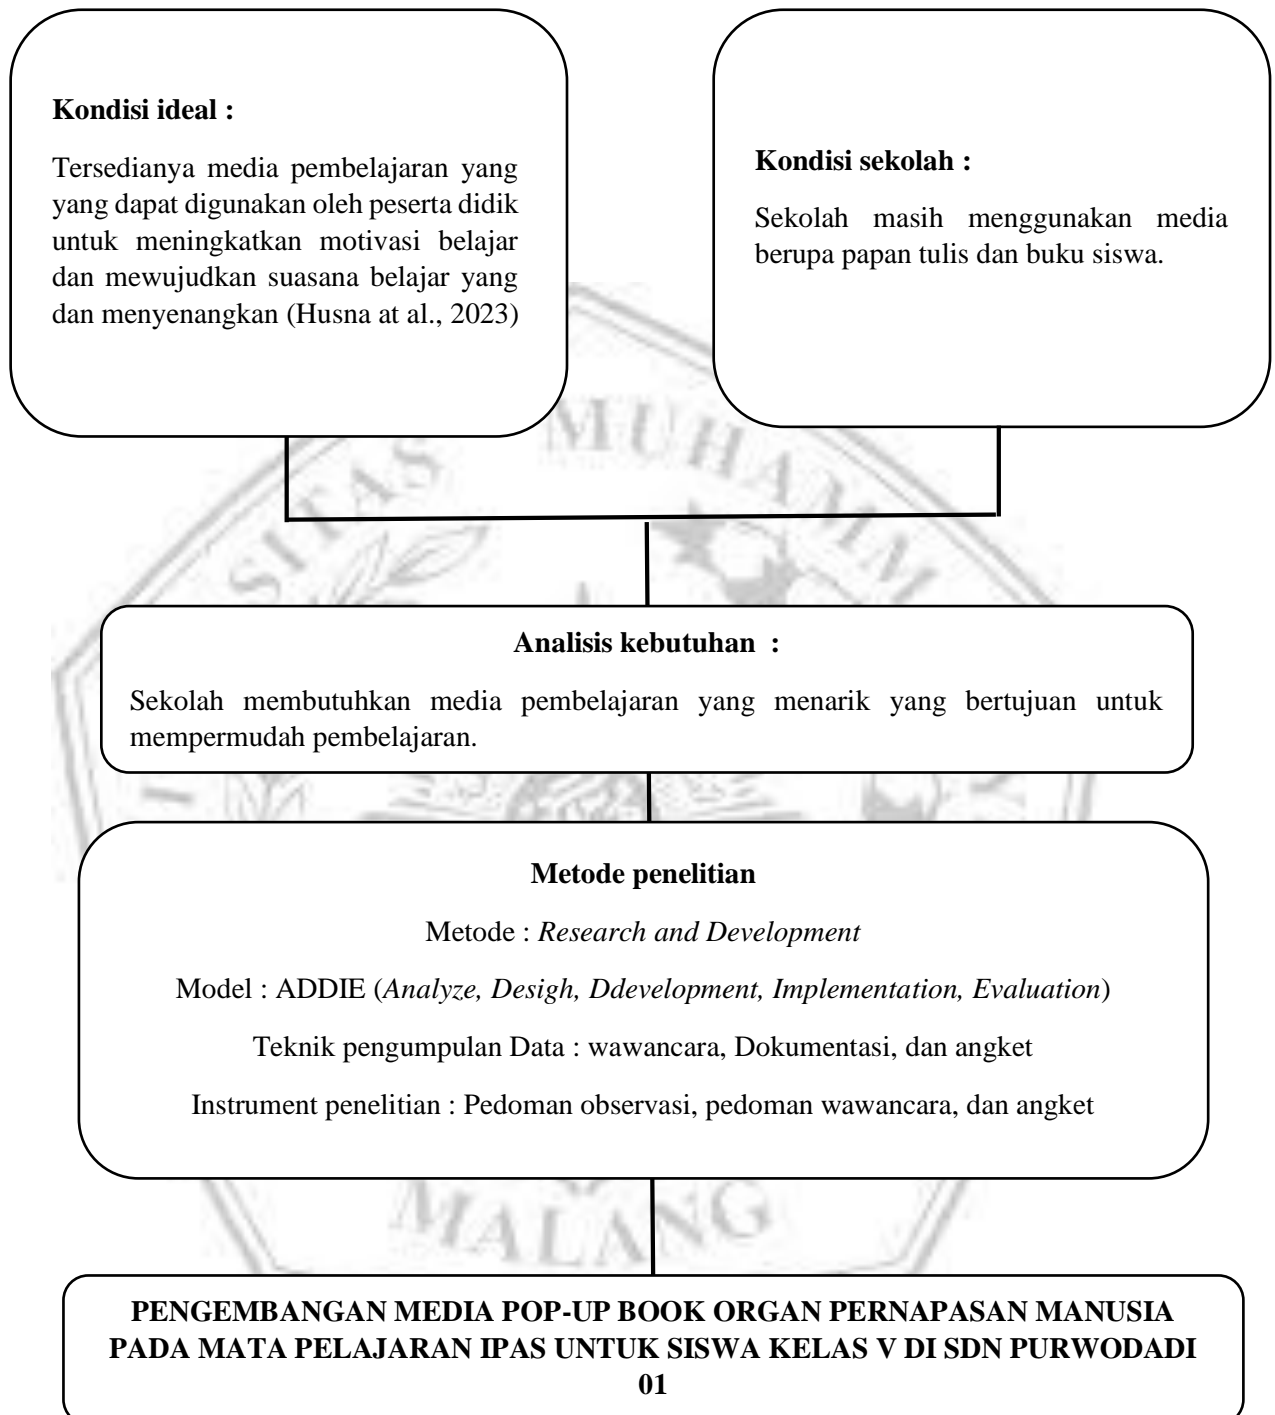 Kondisi ideal :
Tersedianya media pembelajaran yang
yang dapat digunakan oleh peserta didik
untuk meningkatkan motivasi belajar
dan mewujudkan suasana belajar yang
dan menyenangkan (Husna at al., 2023)
Kondisi sekolah :
Sekolah masih menggunakan media
berupa papan tulis dan buku siswa.
SITAS MUHAMM
Analisis kebutuhan :
Sekolah membutuhkan media pembelajaran yang menarik yang bertujuan untuk
mempermudah pembelajaran.
Metode penelitian
Metode : Research and Development
Model : ADDIE (Analyze, Desigh, Ddevelopment, Implementation, Evaluation)
Teknik pengumpulan Data : wawancara, Dokumentasi, dan angket
Instrument penelitian : Pedoman observasi, pedoman wawancara, dan angket
MALANG
PENGEMBANGAN MEDIA POP-UP BOOK ORGAN PERNAPASAN MANUSIA
PADA MATA PELAJARAN IPAS UNTUK SISWA KELAS V DI SDN PURWODADI
01